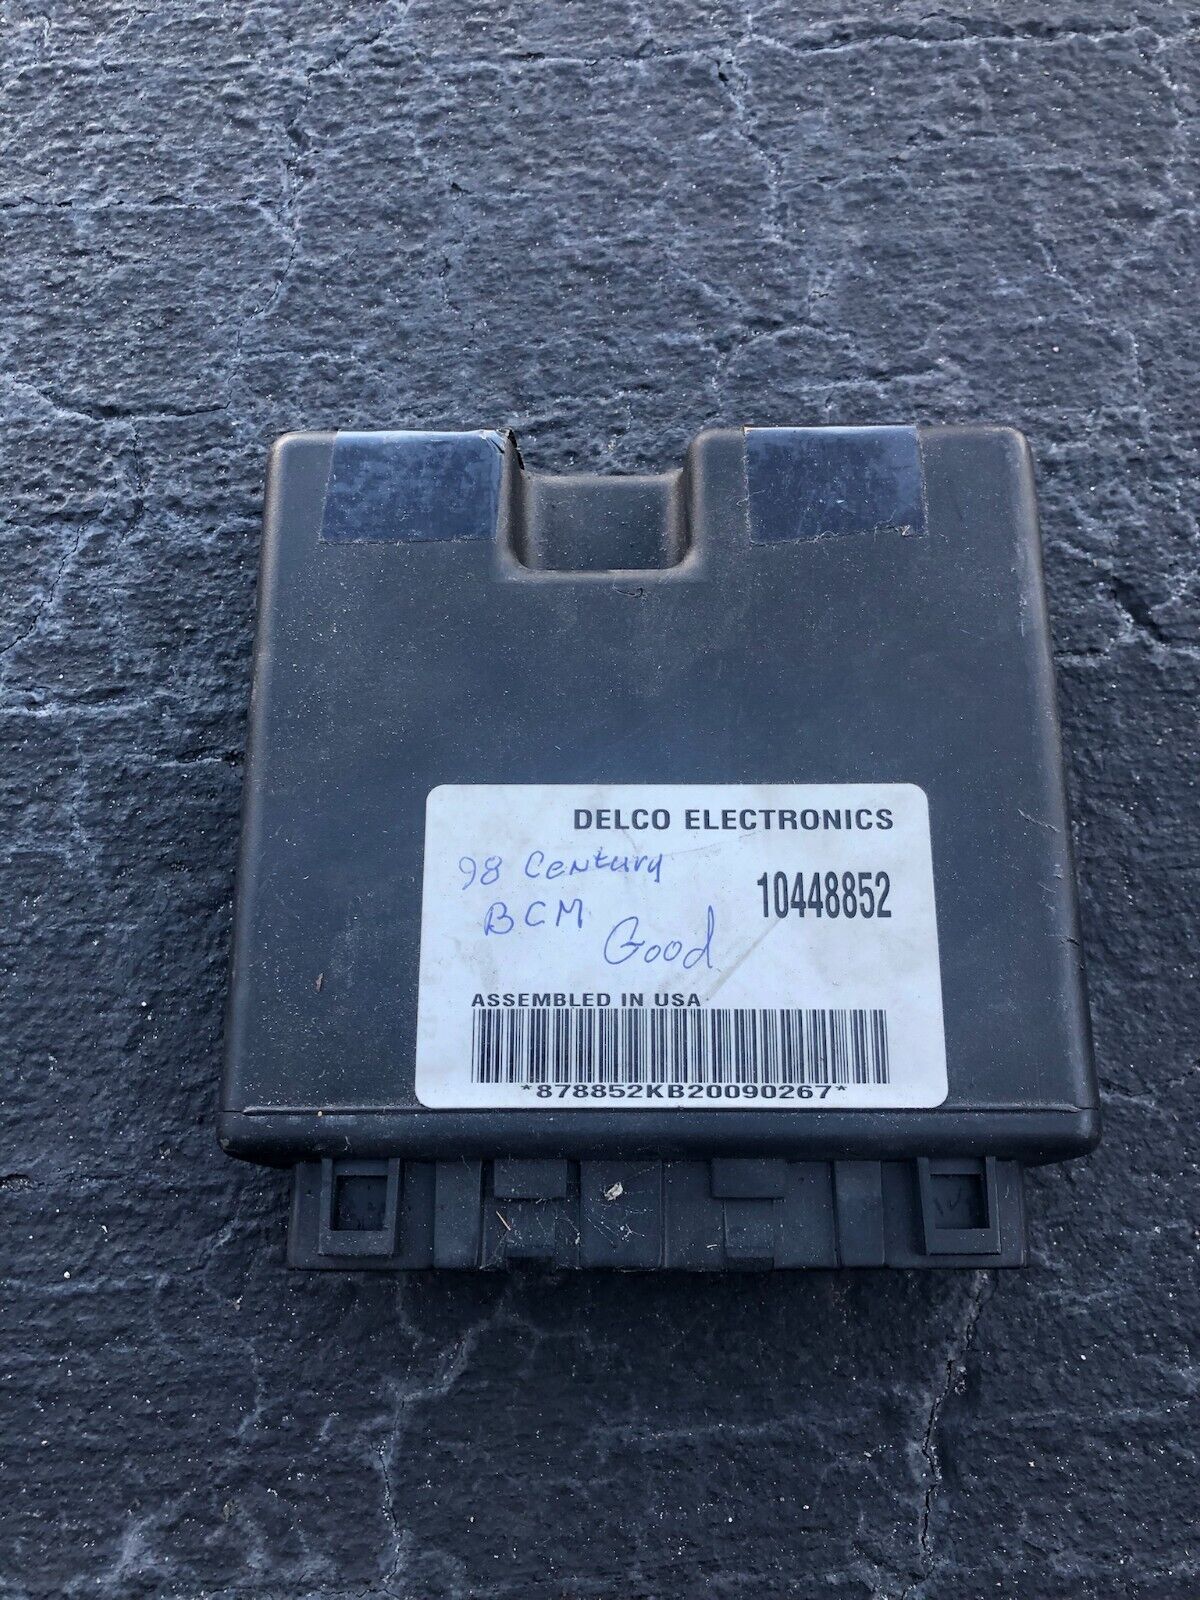 DELCO ELECTRONICS
98 Century
10448852
BCM
Good
ASSEMBLED IN USA
*878852KB20090267*